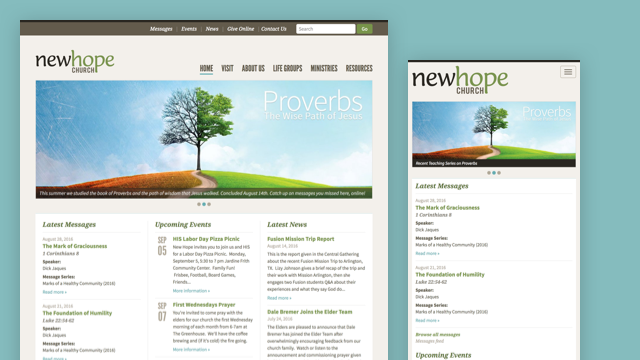 Messages
Events
News
Give Online
Contact Us
Search
Go
newhope
CHURCH
HOME
VISIT
ABOUT US
LIFE GROUPS
MINISTRIES
RESOURCES
Proverbs
The Wise Path of Jesus
This summer we studied the book of Proverbs and the path of wisdom that Jesus walked. Concluded August 14th. Catch up on messages you missed here, online!
Latest Messages
August 28, 2016
The Mark of Graciousness
1 Corinthians 8
Speaker:
Dick Jaques
Message Series:
Marks of a Healthy Community (2016)
Read more »
August 21, 2016
The Foundation of Humility
Luke 22:54-62
Speaker:
Dick Jaques
Message Series:
Marks of a Healthy Community (2016)
Upcoming Events
SEP
05
HIS Labor Day Pizza Picnic
New Hope invites you to join us and HIS
for a Labor Day Pizza Picnic. Monday,
September 5, 5:30 to 7 pm :active Frith
Community Center. Family Fun!
Frisbee, Football, Board Games,
Friends...
More information »
SEP
07
First Wednesdays Prayer
You're invited to come pray with the
elders for our church the first Wednesday
morning of each month from 6-7am at
The Greenhouse. We'll have the coffee
brewing and (if it's cold) the fire going.
More information »
Latest News
Fusion Mission Trip Report
August 14, 2016
This is the report given in the Central Gathering
about the recent Fusion Mission Trip to Arlington,
TX. Lizy Johnson gives a brief recap of the trip and
their work with Mission Arlington, then she
engages two Fusion students Q&A about their
experiences and what they say God do...
Read more »
Dale Bremer Joins the Elder Team
July 24, 2016
The Elders are pleased to announce that Dale
Bremer has joined the Elder Team after
overwhelmingly encouraging feedback from our
church family. Watch or listen to the
announcement and commissioning prayer given
newhope
CHURCH
Proverbs
The Wise Path of Jesus
Recent Teaching Series on Proverbs
Latest Messages
August 28, 2016
The Mark of Graciousness
1 Corinthians 8
Speaker:
Dick Jaques
Message Series:
Marks of a Healthy Community (2016)
Read more »
August 21, 2016
The Foundation of Humility
Luke 22:54-62
Speaker:
Dick Jaques
Message Series:
Marks of a Healthy Community (2016)
Read more »
Browse all messages
Messages feed
Upcoming Events